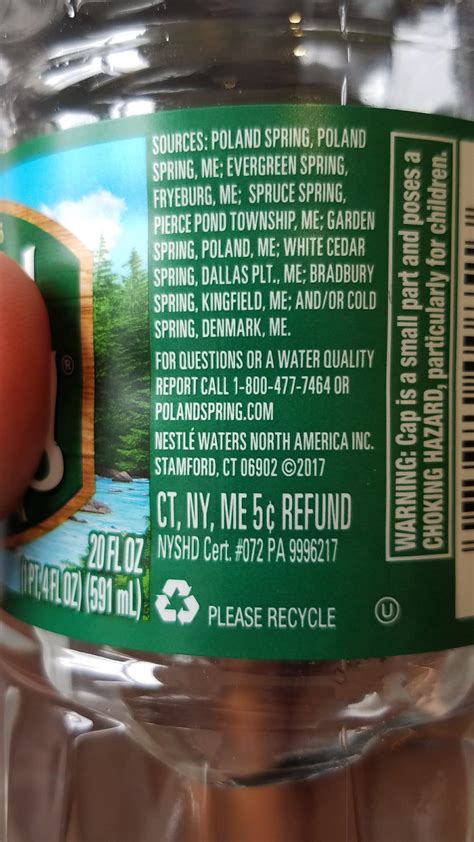 SOURCES: POLAND SPRING, POLAND
SPRING, ME; EVERGREEN SPRING,
FRYEBURG, ME; SPRUCE SPRING,
PIERCE POND TOWNSHIP, ME; GARDEN
SPRING, POLAND, ME; WHITE CEDAR
SPRING, DALLAS PLT., ME; BRADBURY
SPRING, KINGFIELD, ME; AND/OR COLD
SPRING, DENMARK, ME.
FOR QUESTIONS OR A WATER QUALITY
REPORT CALL 1-800-477-7464 OR
POLANDSPRING.COM
NESTLÉ WATERS NORTH AMERICA INC.
STAMFORD, CT 06902 ©2017
CT, NY, ME 5¢ REFUND
NYSHD Cert. #072 PA 9996217
PLEASE RECYCLE
U
20 FL OZ
(1 PT, 4 FL OZ) (591 mL)
®
WARNING: Cap is a small part and poses a
CHOKING HAZARD, particularly for children.